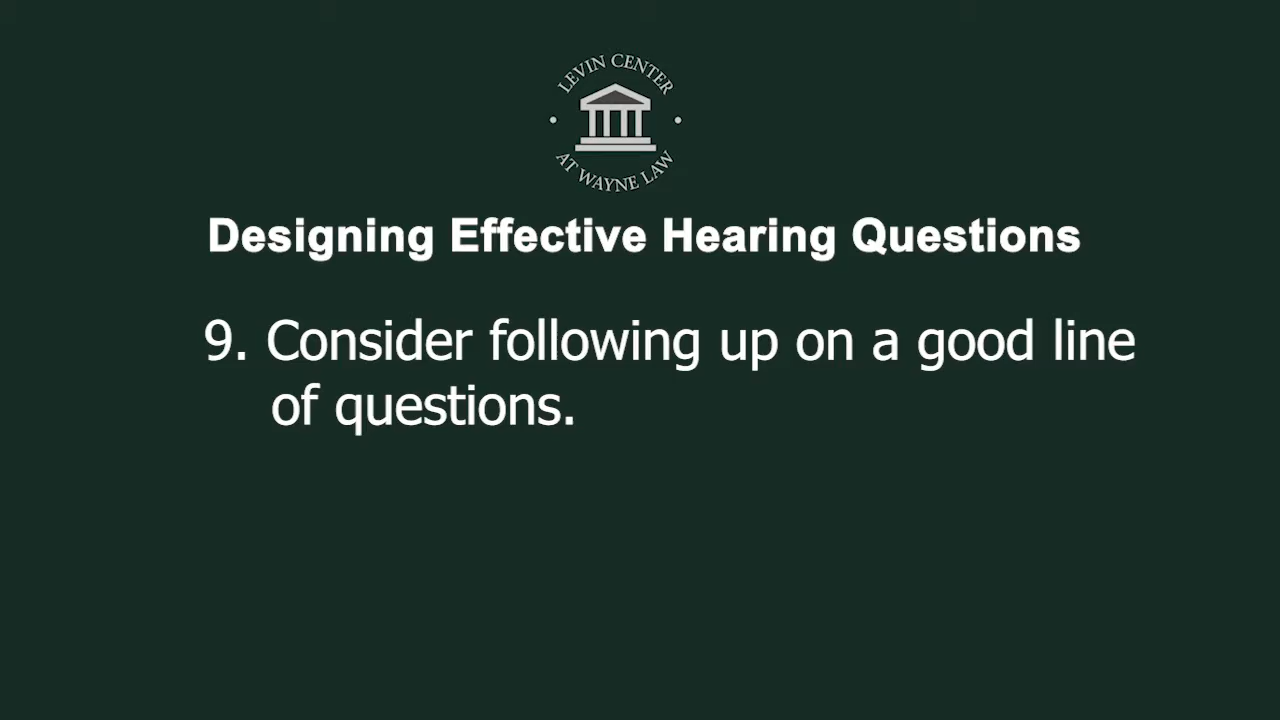 LEVIN CENTER
AT WAYNE LAW
Designing Effective Hearing Questions
9. Consider following up on a good line
of questions.